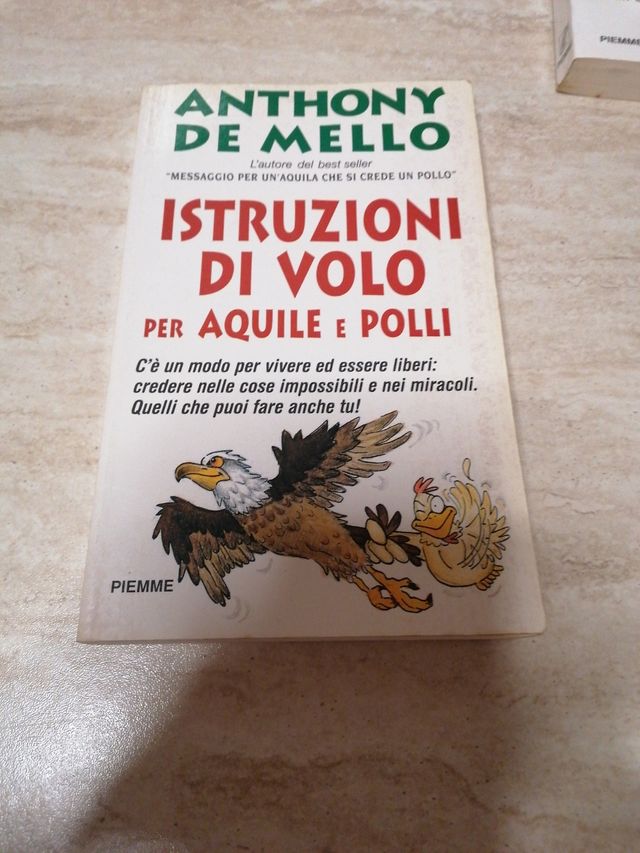 PIEMME
ANTHONY
DE MELLO
L'autore del best seller
"MESSAGGIO PER UN'AQUILA CHE SI CREDE UN POLLO"
ISTRUZIONI
DI VOLO
PER AQUILE E POLLI
C'è un modo per vivere ed essere liberi:
credere nelle cose impossibili e nei miracoli.
Quelli che puoi fare anche tu!
PIEMME